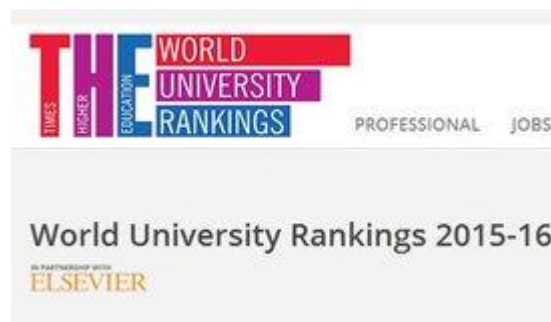 THE
TIMES
HIGHER
EDUCATION
WORLD
UNIVERSITY
RANKINGS
PROFESSIONAL JOBS
World University Rankings 2015-16
IN PARTNERSHIP WITH
ELSEVIER